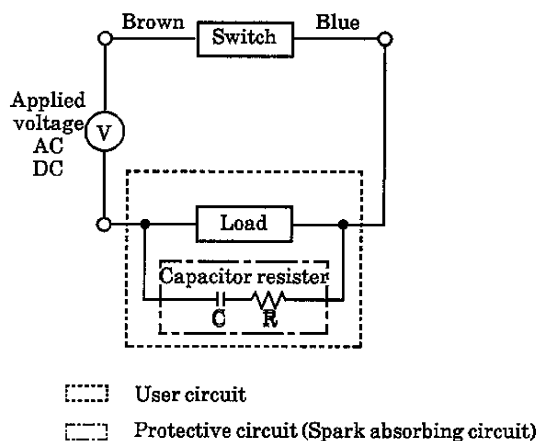 Brown
Switch
Blue
Applied
voltage
AC
DC
V
Load
Capacitor resister
C
R
User circuit
Protective circuit (Spark absorbing circuit)